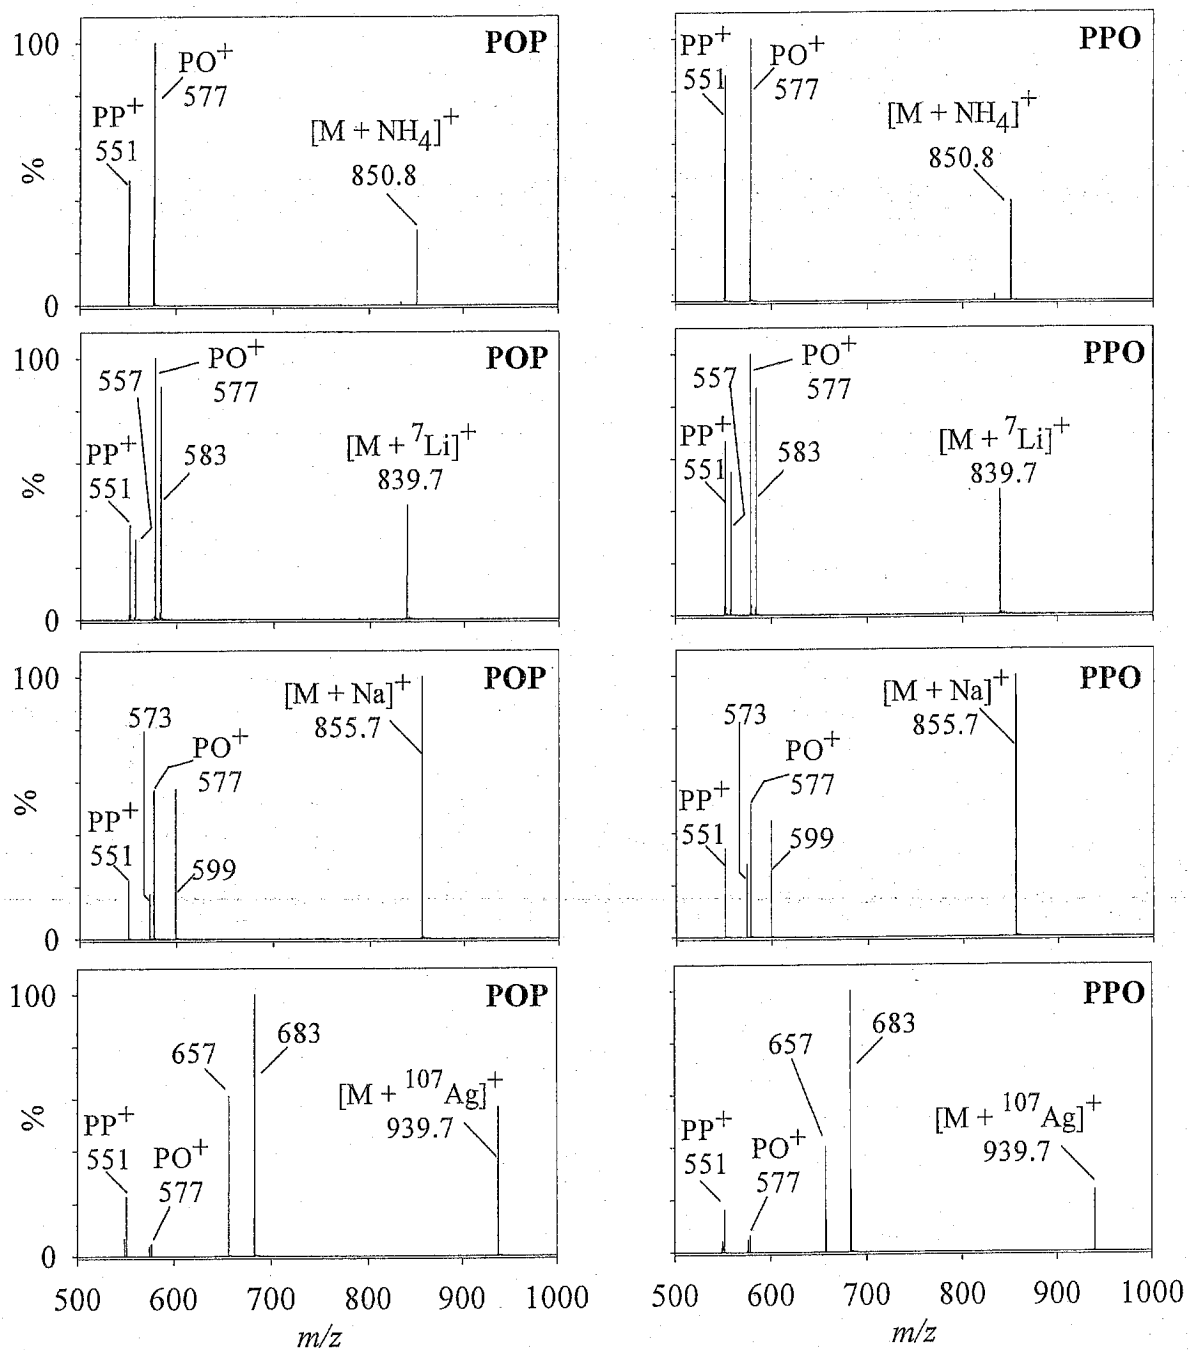 POP
100
PO+
577
PP+
551
[M + NH4]+
850.8
%
0
PPO
PP+
551
PO+
577
[M + NH4]+
850.8
POP
100
PO+
577
557
PP+
551
583
[M + 7Li]+
839.7
%
0
PPO
PO+
577
557
PP+
551
583
[M + 7Li]+
839.7
POP
100
573
PO+
577
[M + Na]+
855.7
PP+
551
599
%
0
PPO
573
PO+
577
[M + Na]+
855.7
PP+
551
599
POP
100
657
683
[M + 107Ag]+
939.7
PP+
551
PO+
577
%
0
500 600 700 800 900 1000
m/z
PPO
657
683
[M + 107Ag]+
939.7
PP+
551
PO+
577
500 600 700 800 900 1000
m/z